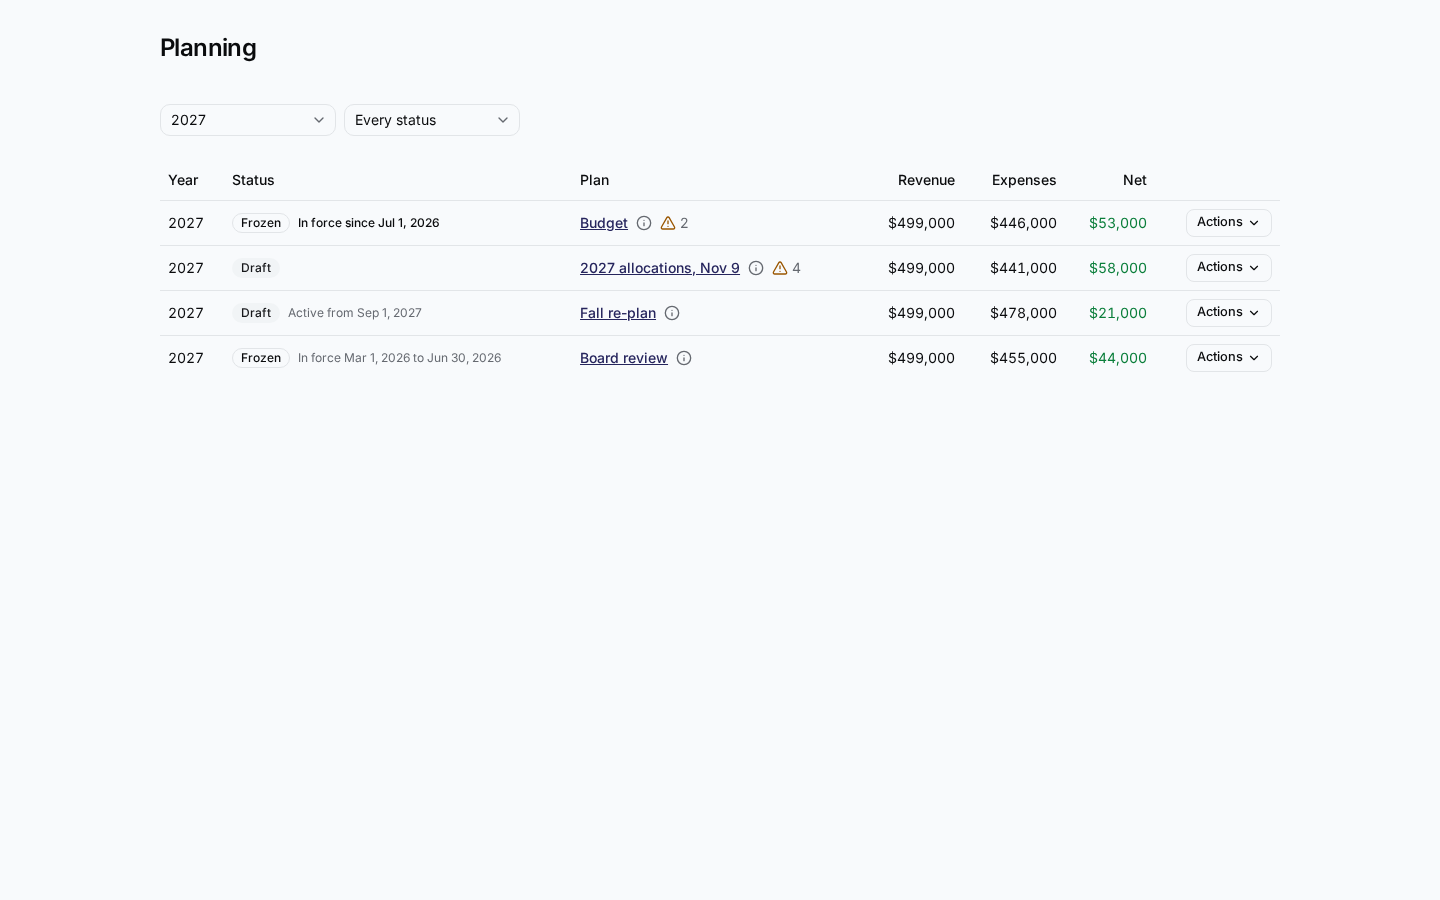 Planning
2027 Every status
Year Status Plan Revenue Expenses Net
2027 Frozen In force since Jul 1, 2026 Budget 2 $499,000 $446,000 $53,000 Actions
2027 Draft 2027 allocations, Nov 9 4 $499,000 $441,000 $58,000 Actions
2027 Draft Active from Sep 1, 2027 Fall re-plan $499,000 $478,000 $21,000 Actions
2027 Frozen In force Mar 1, 2026 to Jun 30, 2026 Board review $499,000 $455,000 $44,000 Actions